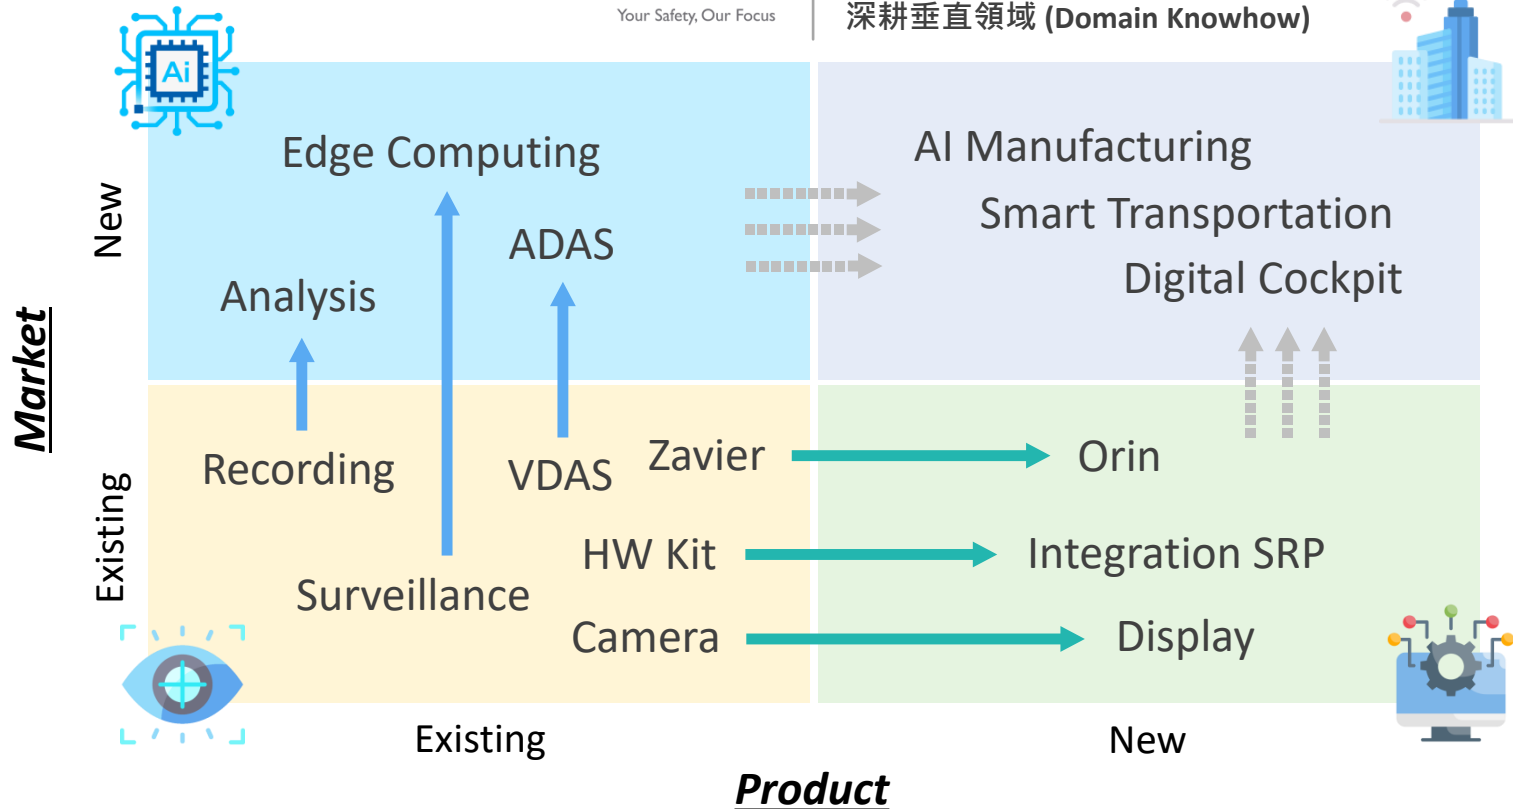 Your Safety, Our Focus
深耕垂直領域 (Domain Knowhow)
Ai
Edge Computing
ADAS
Analysis
AI Manufacturing
Smart Transportation
Digital Cockpit
New
Market
Existing
Recording
VDAS
Zavier
Orin
HW Kit
Integration SRP
Surveillance
Camera
Display
Existing
New
Product